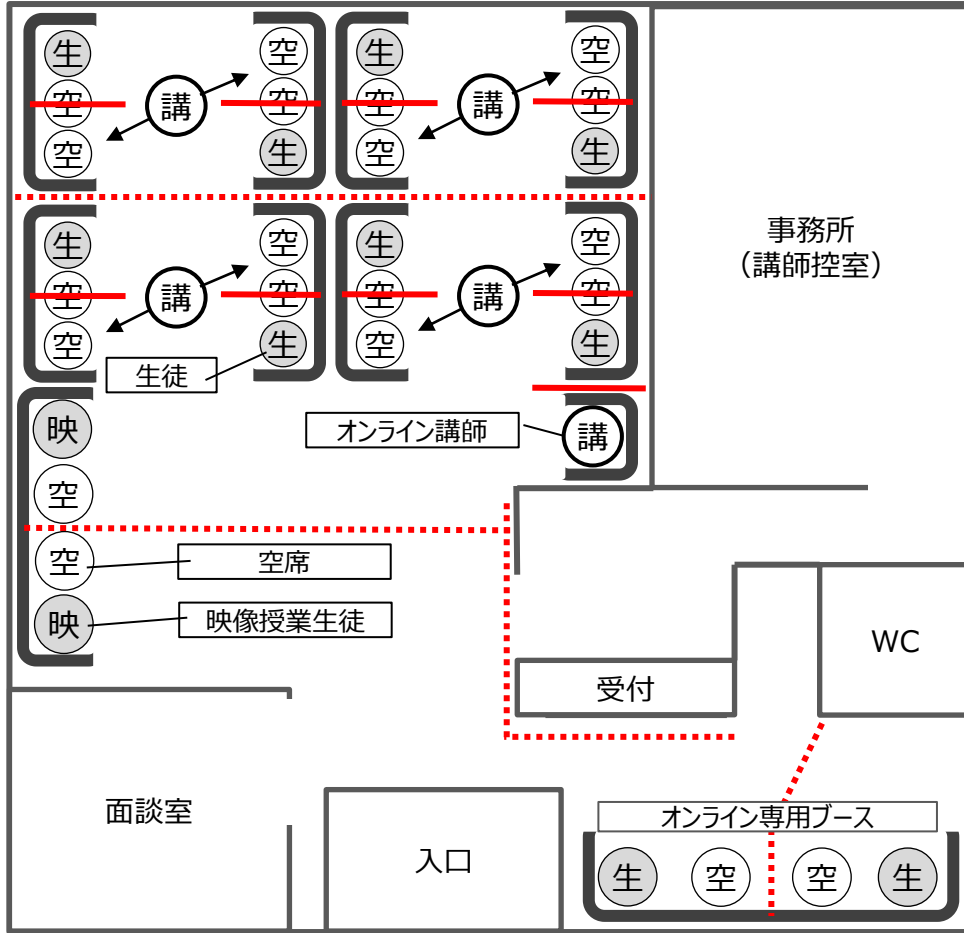 生 空 生 空
空 講 空 空 講 空
空 生 空 生
事務所
（講師控室）
生 空 生 空
空 講 空 空 講 空
空 生 空 生
生徒
映
オンライン講師
講
空
空
空席
映
映像授業生徒
WC
受付
面談室
オンライン専用ブース
入口
生 空 空 生